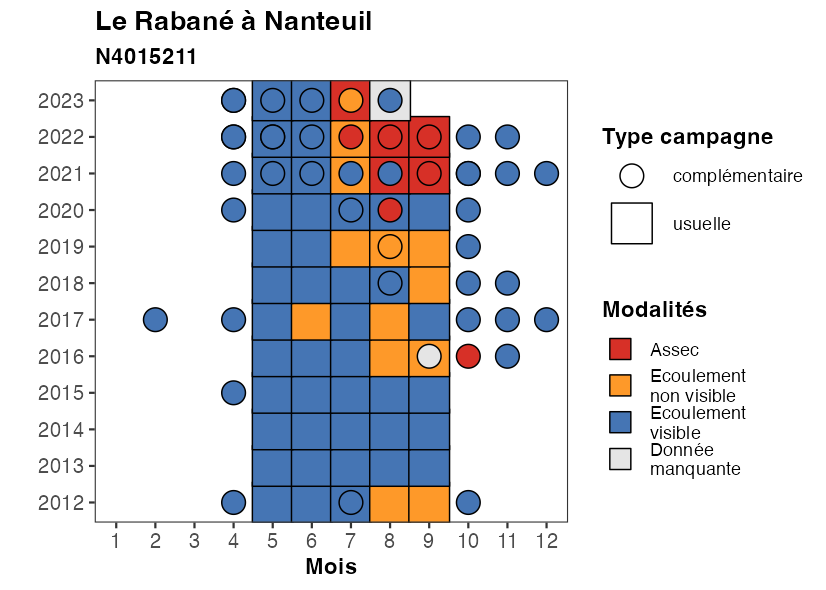 Le Rabané à Nanteuil
N4015211
2023
2022
2021
2020
2019
2018
2017
2016
2015
2014
2013
2012
1 2 3 4 5 6 7 8 9 10 11 12
Mois
Type campagne
complémentaire
usuelle
Modalités
Assec
Ecoulement
non visible
Ecoulement
visible
Donnée
manquante